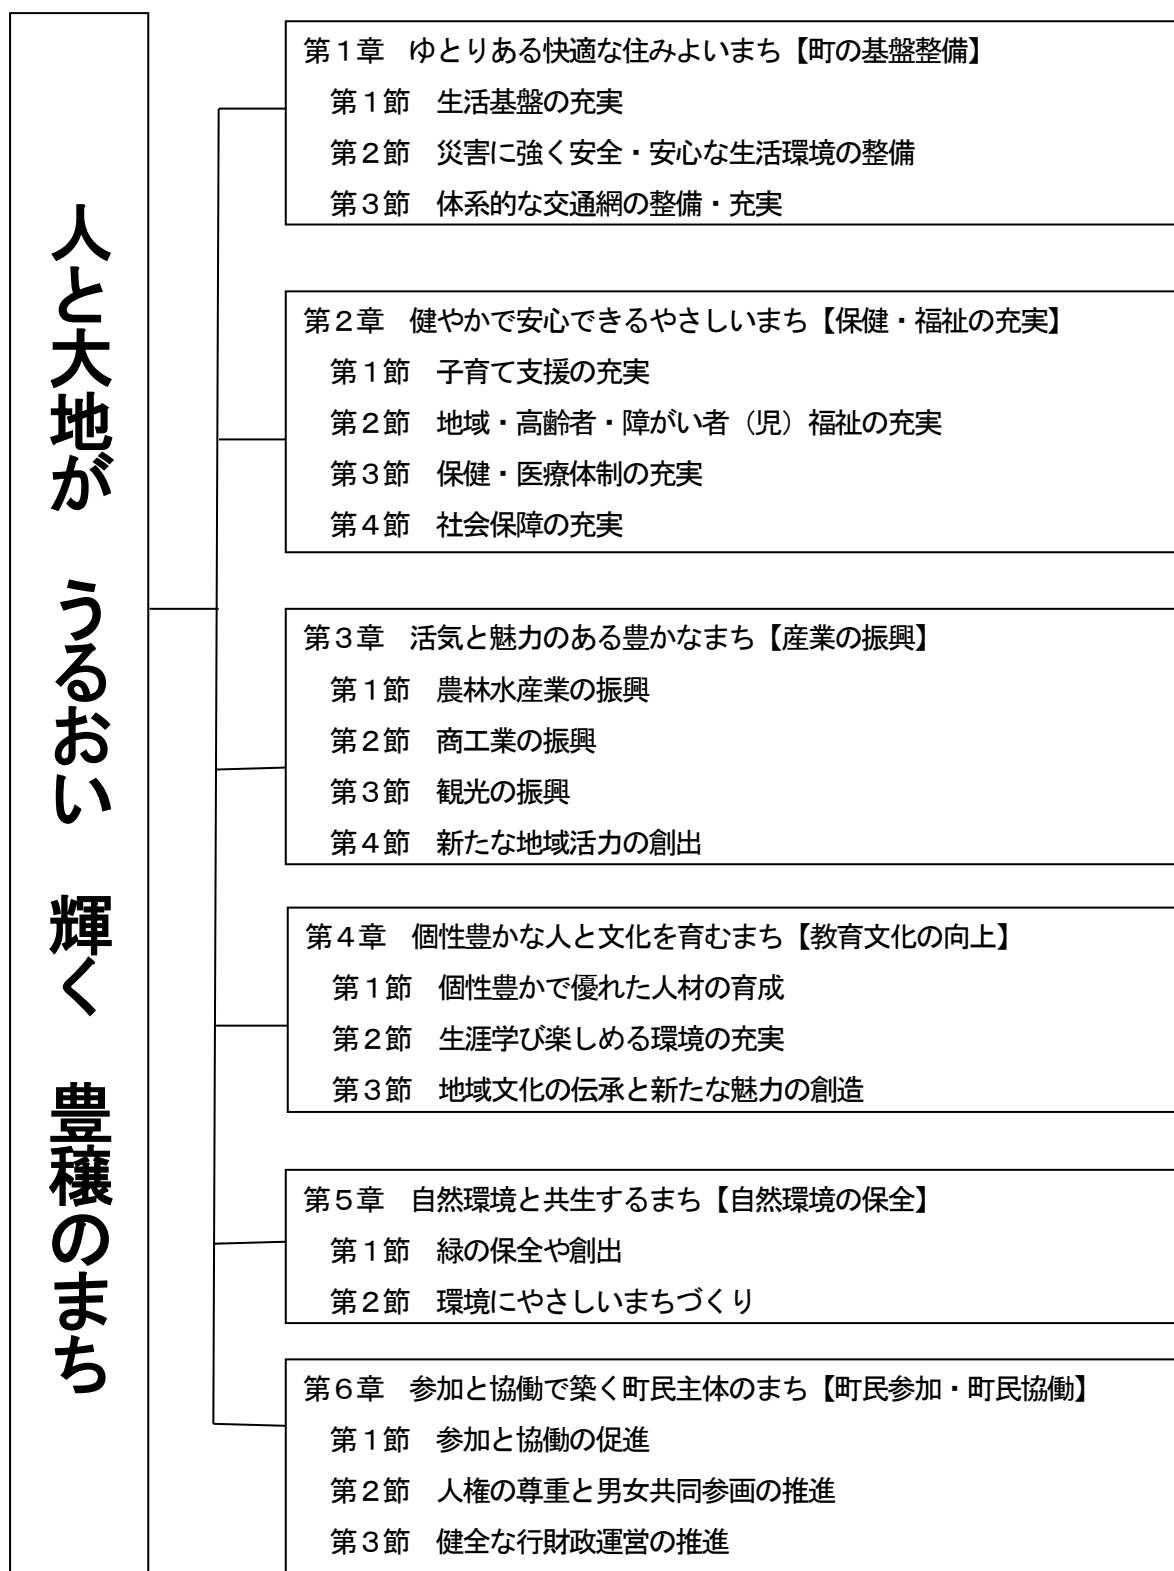 人と大地が　うるおい　輝く　豊穣のまち
第１章　ゆとりある快適な住みよいまち【町の基盤整備】
第１節　生活基盤の充実
第２節　災害に強く安全・安心な生活環境の整備
第３節　体系的な交通網の整備・充実
第２章　健やかで安心できるやさしいまち【保健・福祉の充実】
第１節　子育て支援の充実
第２節　地域・高齢者・障がい者（児）福祉の充実
第３節　保健・医療体制の充実
第４節　社会保障の充実
第３章　活気と魅力のある豊かなまち【産業の振興】
第１節　農林水産業の振興
第２節　商工業の振興
第３節　観光の振興
第４節　新たな地域活力の創出
第４章　個性豊かな人と文化を育むまち【教育文化の向上】
第１節　個性豊かで優れた人材の育成
第２節　生涯学び楽しめる環境の充実
第３節　地域文化の伝承と新たな魅力の創造
第５章　自然環境と共生するまち【自然環境の保全】
第１節　緑の保全や創出
第２節　環境にやさしいまちづくり
第６章　参加と協働で築く町民主体のまち【町民参加・町民協働】
第１節　参加と協働の促進
第２節　人権の尊重と男女共同参画の推進
第３節　健全な行財政運営の推進